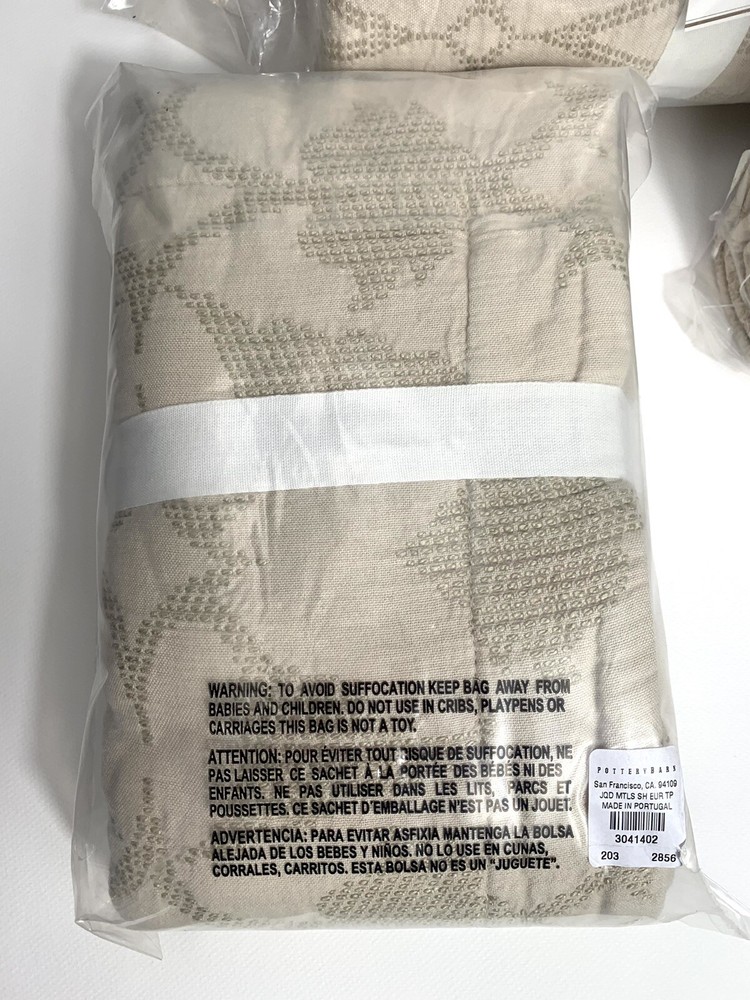 WARNING: TO AVOID SUFFOCATION KEEP BAG AWAY FROM
BABIES AND CHILDREN. DO NOT USE IN CRIBS, PLAYPENS OR
CARRIAGES THIS BAG IS NOT A TOY.
ATTENTION: POUR ÉVITER TOUT RISQUE DE SUFFOCATION, NE
PAS LAISSER CE SACHET À LA PORTÉE DES BÉBÉS NI DES
ENFANTS. NE PAS UTILISER DANS LES LITS, PARCS ET
POUSSETTES. CE SACHET D'EMBALLAGE N'EST PAS UN JOUET.
ADVERTENCIA: PARA EVITAR ASFIXIA MANTENGA LA BOLSA
ALEJADA DE LOS BEBES Y NIÑOS. NO LO USE EN CUNAS,
CORRALES, CARRITOS. ESTA BOLSA NO ES UN "JUGUETE".
POTTERY BARN
San Francisco, CA. 94109
JQD MTLS SH EUR TP
MADE IN PORTUGAL
3041402
203 2856